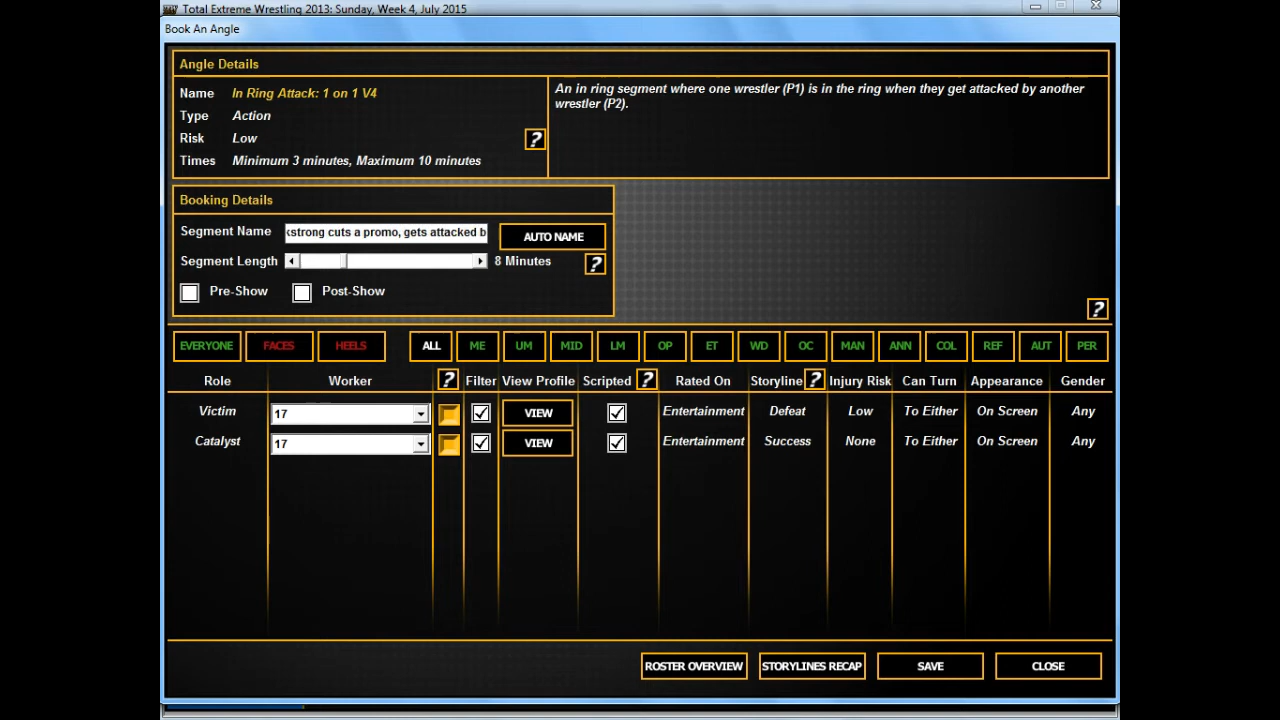 Total Extreme Wrestling 2013: Sunday, Week 4, July 2015
Book An Angle
Angle Details
Name In Ring Attack: 1 on 1 V4
Type Action
Risk Low
?
Times Minimum 3 minutes, Maximum 10 minutes
An in ring segment where one wrestler (P1) is in the ring when they get attacked by another
wrestler (P2).
Booking Details
Segment Name strong cuts a promo, gets attacked b AUTO NAME
Segment Length 8 Minutes ?
Pre-Show Post-Show
?
EVERYONE FACES HEELS ALL ME UM MID LM OP ET WD OC MAN ANN COL REF AUT PER
Role Worker ? Filter View Profile Scripted ? Rated On Storyline ? Injury Risk Can Turn Appearance Gender
Victim 17 VIEW Entertainment Defeat Low To Either On Screen Any
Catalyst 17 VIEW Entertainment Success None To Either On Screen Any
ROSTER OVERVIEW STORYLINES RECAP SAVE CLOSE